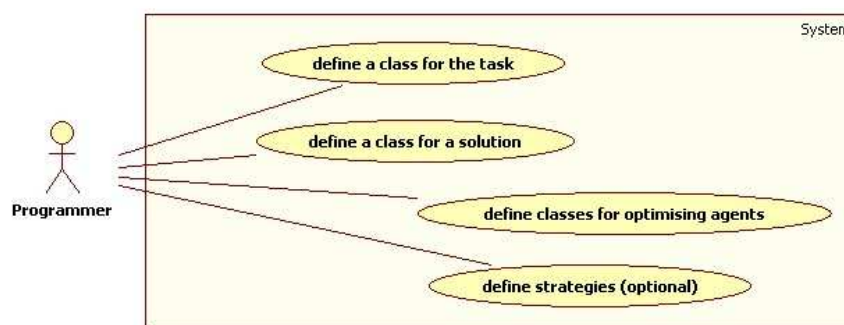 System
define a class for the task
define a class for a solution
Programmer
define classes for optimising agents
define strategies (optional)